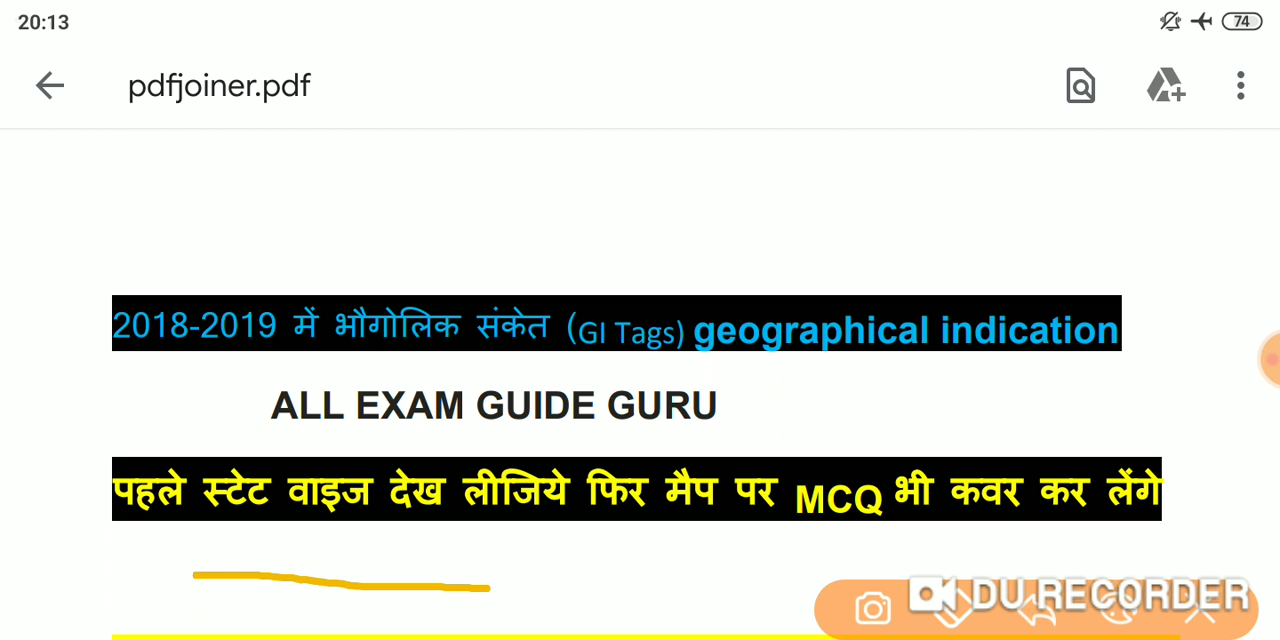 20:13
74
pdfjoiner.pdf
2018-2019 में भौगोलिक संकेत (GI Tags) geographical indication
ALL EXAM GUIDE GURU
पहले स्टेट वाइज देख लीजिये फिर मैप पर MCQ भी कवर कर लेंगे
DU RECORDER